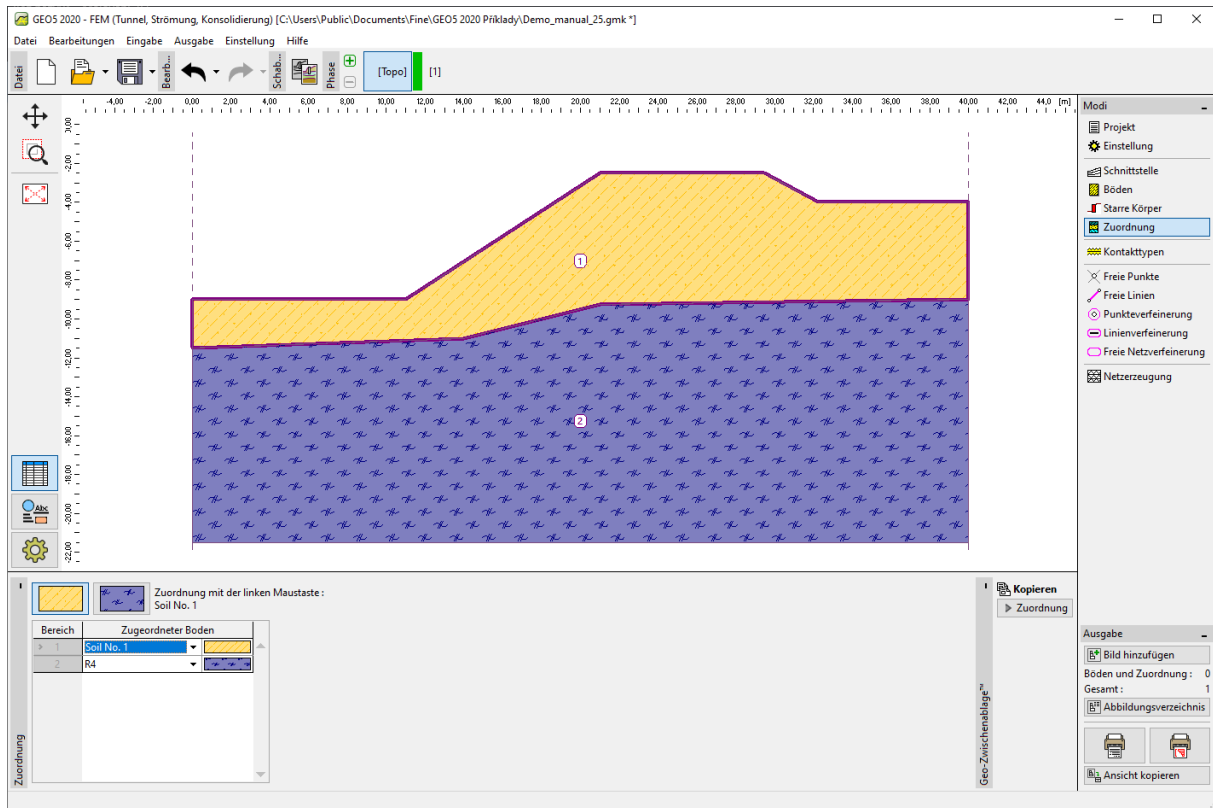 GEO5 2020 - FEM (Tunnel, Strömung, Konsolidierung) [C:\Users\Public\Documents\Fine\GEO5 2020 Příklady\Demo_manual_25.gmk *]
Datei Bearbeitungen Eingabe Ausgabe Einstellung Hilfe
Datei
Bearb...
Schab...
Phase
[Topo]
[1]
-4,00 -2,00 0,00 2,00 4,00 6,00 8,00 10,00 12,00 14,00 16,00 18,00 20,00 22,00 24,00 26,00 28,00 30,00 32,00 34,00 36,00 38,00 40,00 42,00 44,0 [m]
0,00
-2,00
-4,00
-6,00
-8,00
-10,00
-12,00
-14,00
-16,00
-18,00
-20,00
-22,00
1
2
Abc
Modi
Projekt
Einstellung
Schnittstelle
Böden
Starre Körper
Zuordnung
Kontakttypen
Freie Punkte
Freie Linien
Punkteverfeinerung
Linienverfeinerung
Freie Netzverfeinerung
Netzerzeugung
Zuordnung
Zuordnung mit der linken Maustaste :
Soil No. 1
Bereich Zugeordneter Boden
1 Soil No. 1
2 R4
Geo-Zwischenablage™
Kopieren
Zuordnung
Ausgabe
Bild hinzufügen
Böden und Zuordnung : 0
Gesamt : 1
Abbildungsverzeichnis
Ansicht kopieren